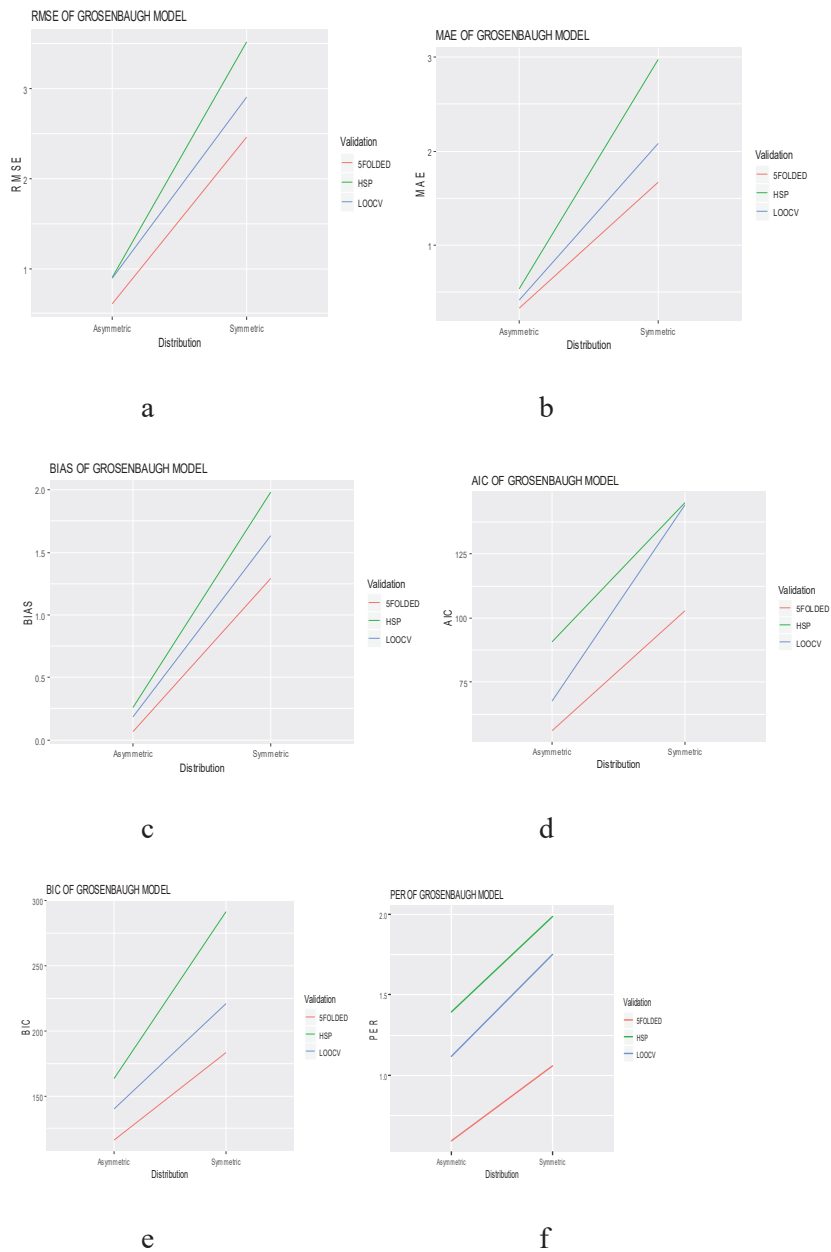 RMSE OF GROSENBAUGH MODEL
3
2
1
RMSE
Asymmetric
Symmetric
Distribution
Validation
5FOLDED
HSP
LOOCV
a
MAE OF GROSENBAUGH MODEL
3
2
1
MAE
Asymmetric
Symmetric
Distribution
Validation
5FOLDED
HSP
LOOCV
b
BIAS OF GROSENBAUGH MODEL
2.0
1.5
1.0
0.5
0.0
BIAS
Asymmetric
Symmetric
Distribution
Validation
5FOLDED
HSP
LOOCV
c
AIC OF GROSENBAUGH MODEL
125
100
75
AIC
Asymmetric
Symmetric
Distribution
Validation
5FOLDED
HSP
LOOCV
d
BIC OF GROSENBAUGH MODEL
300
250
200
150
BIC
Asymmetric
Symmetric
Distribution
Validation
5FOLDED
HSP
LOOCV
e
PER OF GROSENBAUGH MODEL
2.0
1.5
1.0
PER
Asymmetric
Symmetric
Distribution
Validation
5FOLDED
HSP
LOOCV
f